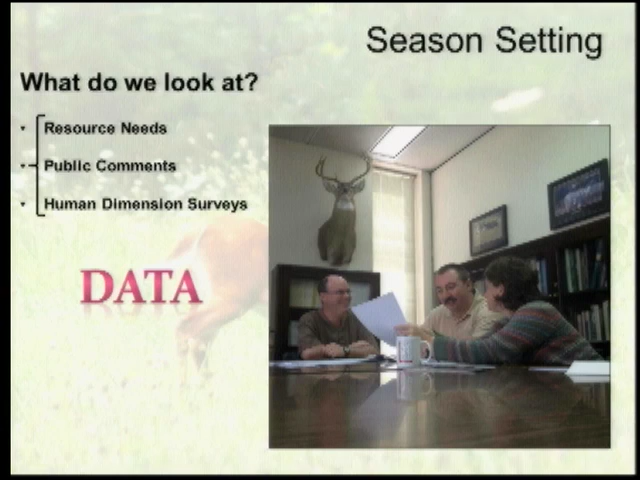 Season Setting
What do we look at?
• Resource Needs
• Public Comments
• Human Dimension Surveys
DATA